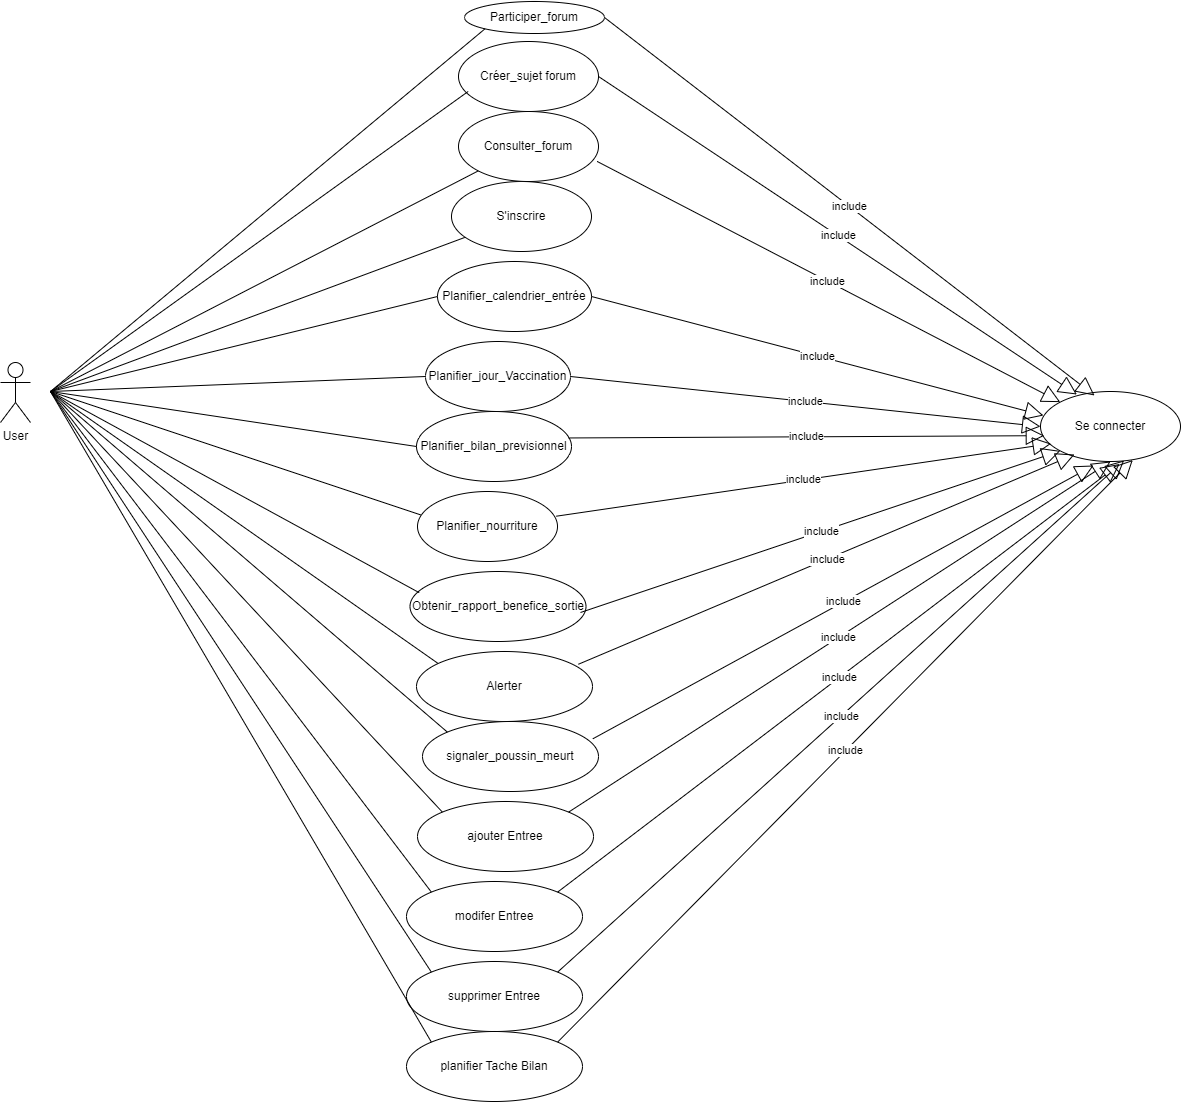 Participer_forum
Créer_sujet forum
Consulter_forum
S'inscrire
include
include
include
Planifier_calendrier_entrée
include
Planifier_jour_Vaccination
include
User
Se connecter
Planifier_bilan_previsionnel
include
include
Planifier_nourriture
include
include
Obtenir_rapport_benefice_sortie
include
include
Alerter
include
include
signaler_poussin_meurt
include
ajouter Entree
modifer Entree
supprimer Entree
planifier Tache Bilan